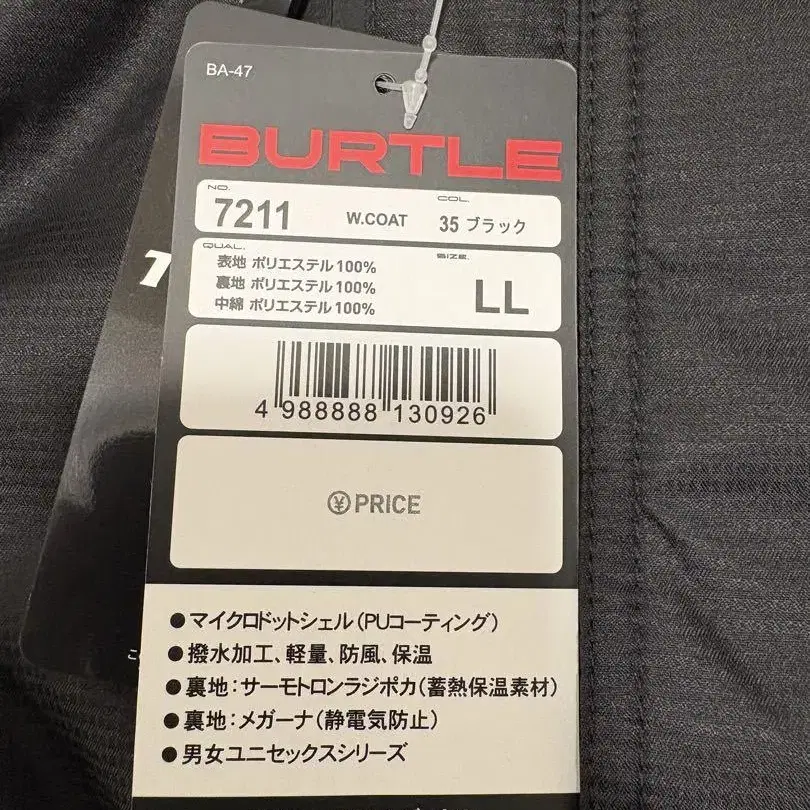 BA-47
BURTLE
NO.
7211 W.COAT
COL.
35 ブラック
QUAL.
表地 ポリエステル100%
裏地 ポリエステル100%
中綿 ポリエステル100%
SIZE.
LL
4 988888 130926
¥ PRICE
●マイクロドットシェル(PUコーティング)
●撥水加工、軽量、防風、保温
●裏地:サーモトロンラジポカ(蓄熱保温素材)
●裏地:メガーナ(静電気防止)
●男女ユニセックスシリーズ